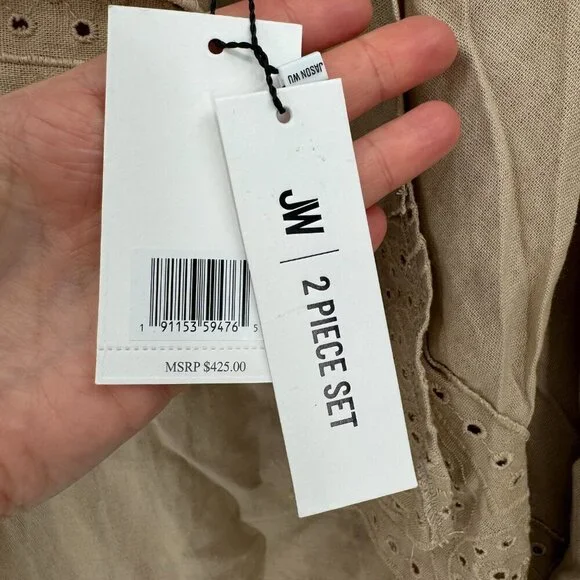 JASON WU
JW | 2 PIECE SET
1 91153 59476 5
MSRP $425.00